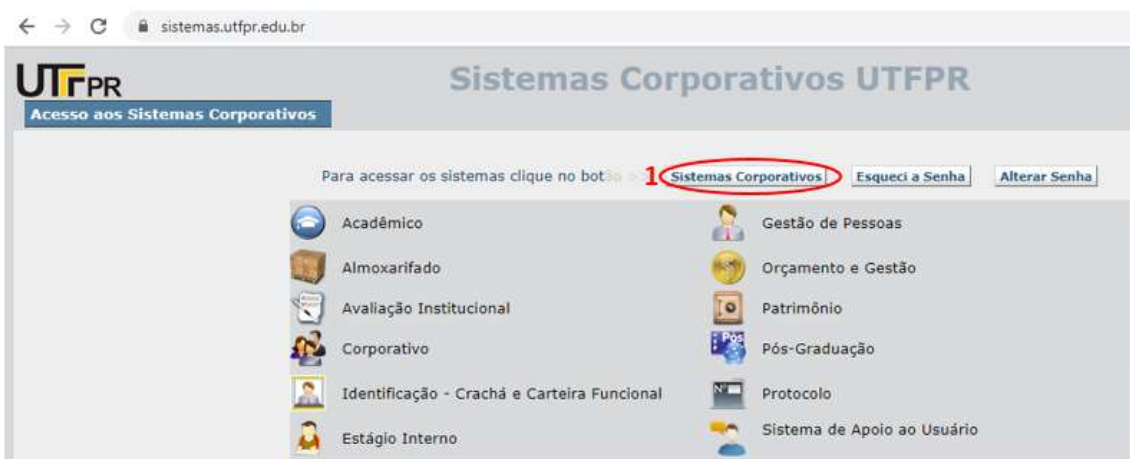 sistemas.utfpr.edu.br
UTFPR
Sistemas Corporativos UTFPR
Acesso aos Sistemas Corporativos
Para acessar os sistemas clique no botão >> 1 Sistemas Corporativos Esqueci a Senha Alterar Senha
Acadêmico Gestão de Pessoas
Almoxarifado Orçamento e Gestão
Avaliação Institucional Patrimônio
Corporativo Pós-Graduação
Identificação - Crachá e Carteira Funcional Protocolo
Estágio Interno Sistema de Apoio ao Usuário